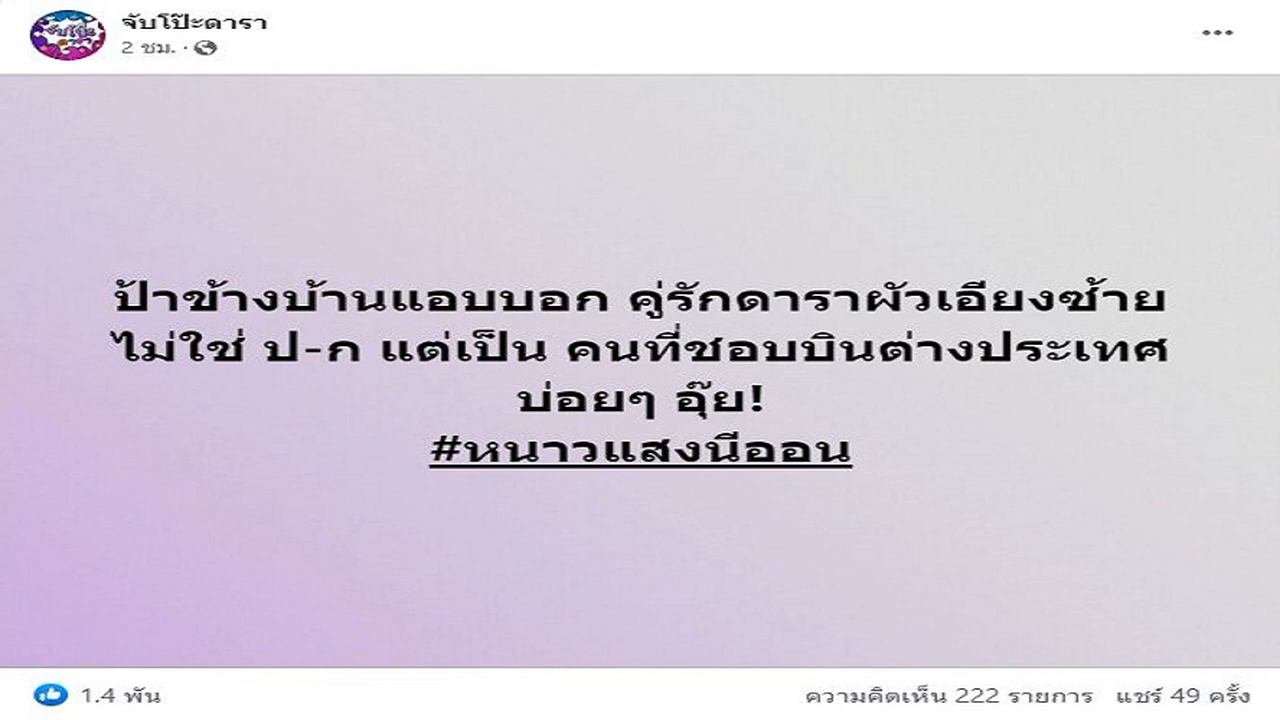 จับโป๊ะดารา
2 ชม. ·
ป้าข้างบ้านแอบบอก คู่รักดาราผัวเอียงซ้าย
ไม่ใช่ ป-ก แต่เป็น คนที่ชอบบินต่างประเทศ
บ่อยๆ อุ๊ย!
#หนาวแสงนีออน
1.4 พัน
ความคิดเห็น 222 รายการ แชร์ 49 ครั้ง